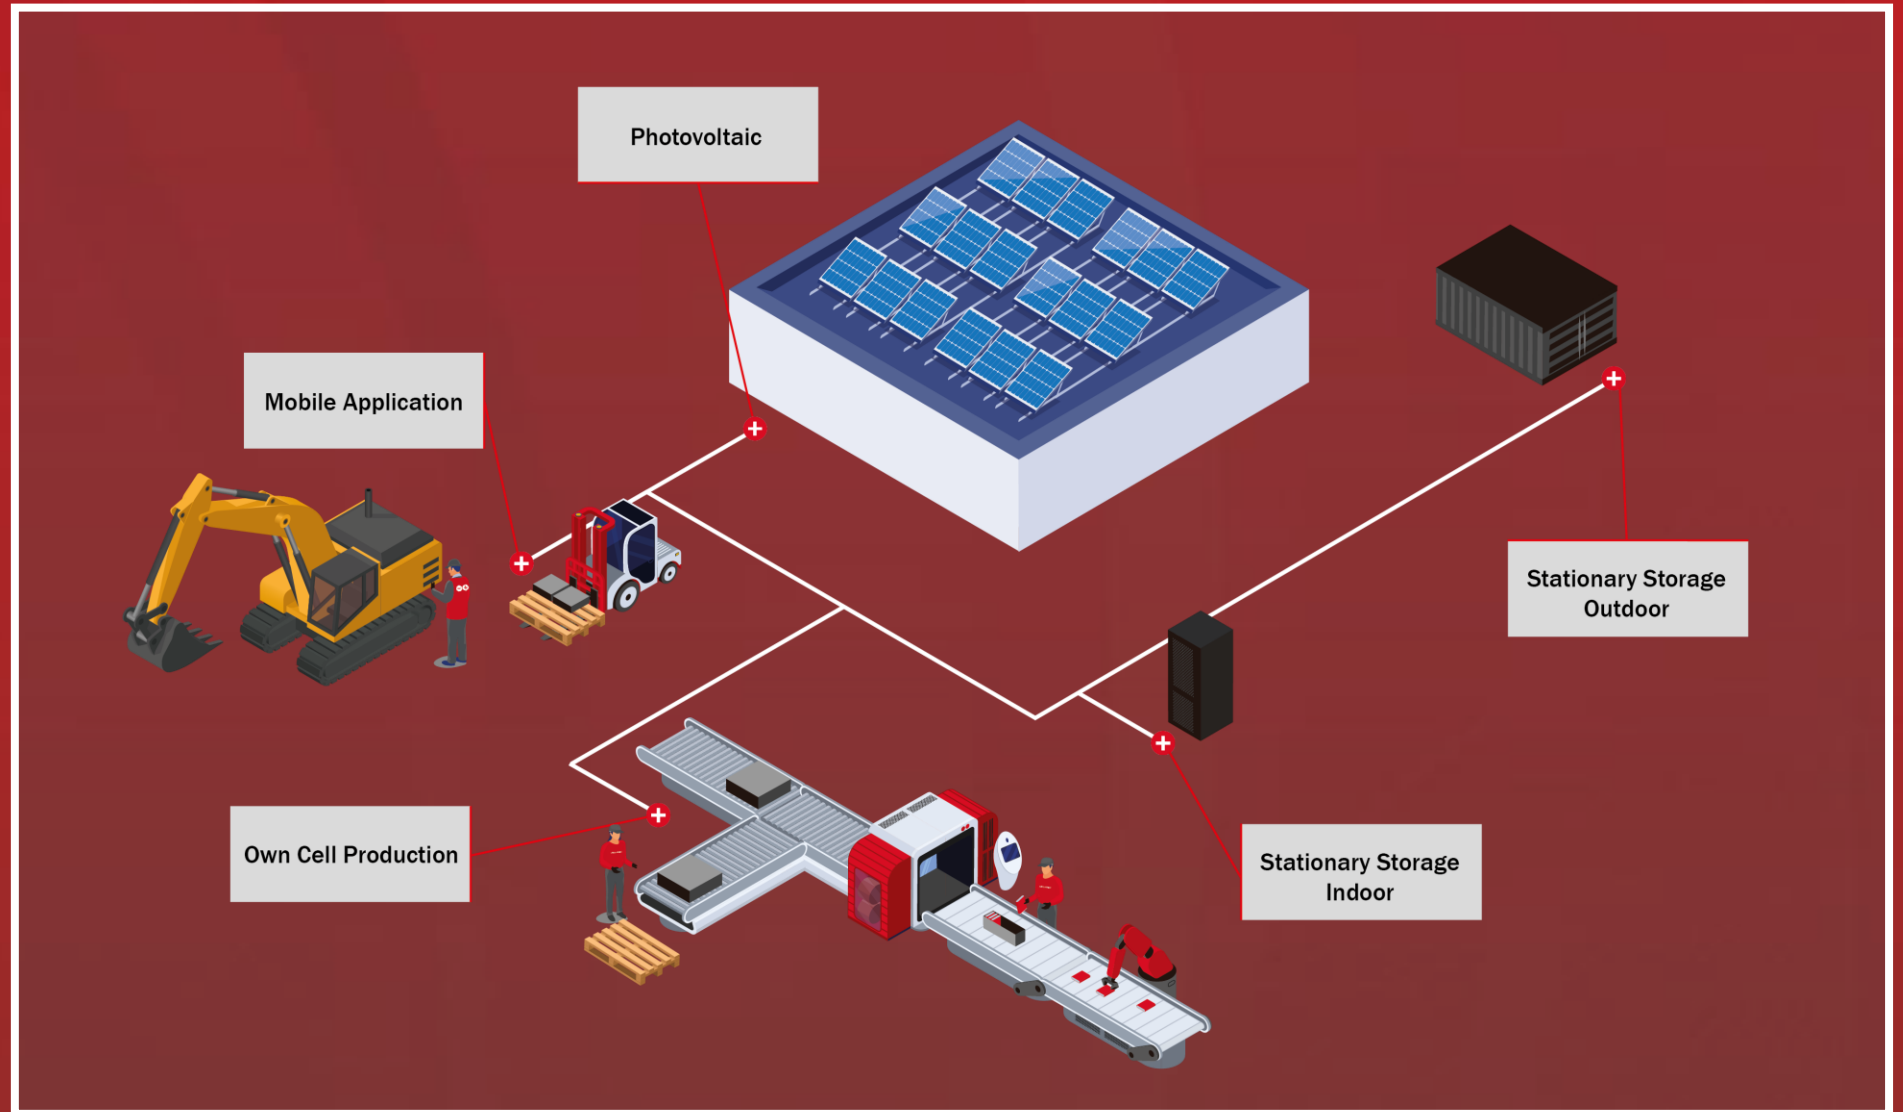 Photovoltaic
Mobile Application
Stationary Storage
Outdoor
Own Cell Production
Stationary Storage
Indoor